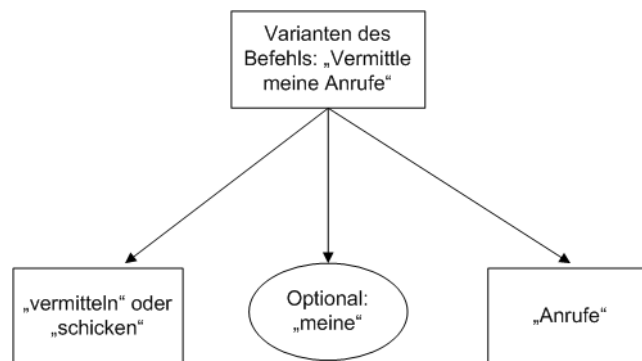 Varianten des
Befehls: „Vermittle
meine Anrufe“
„vermitteln“ oder
„schicken“
Optional:
„meine“
„Anrufe“